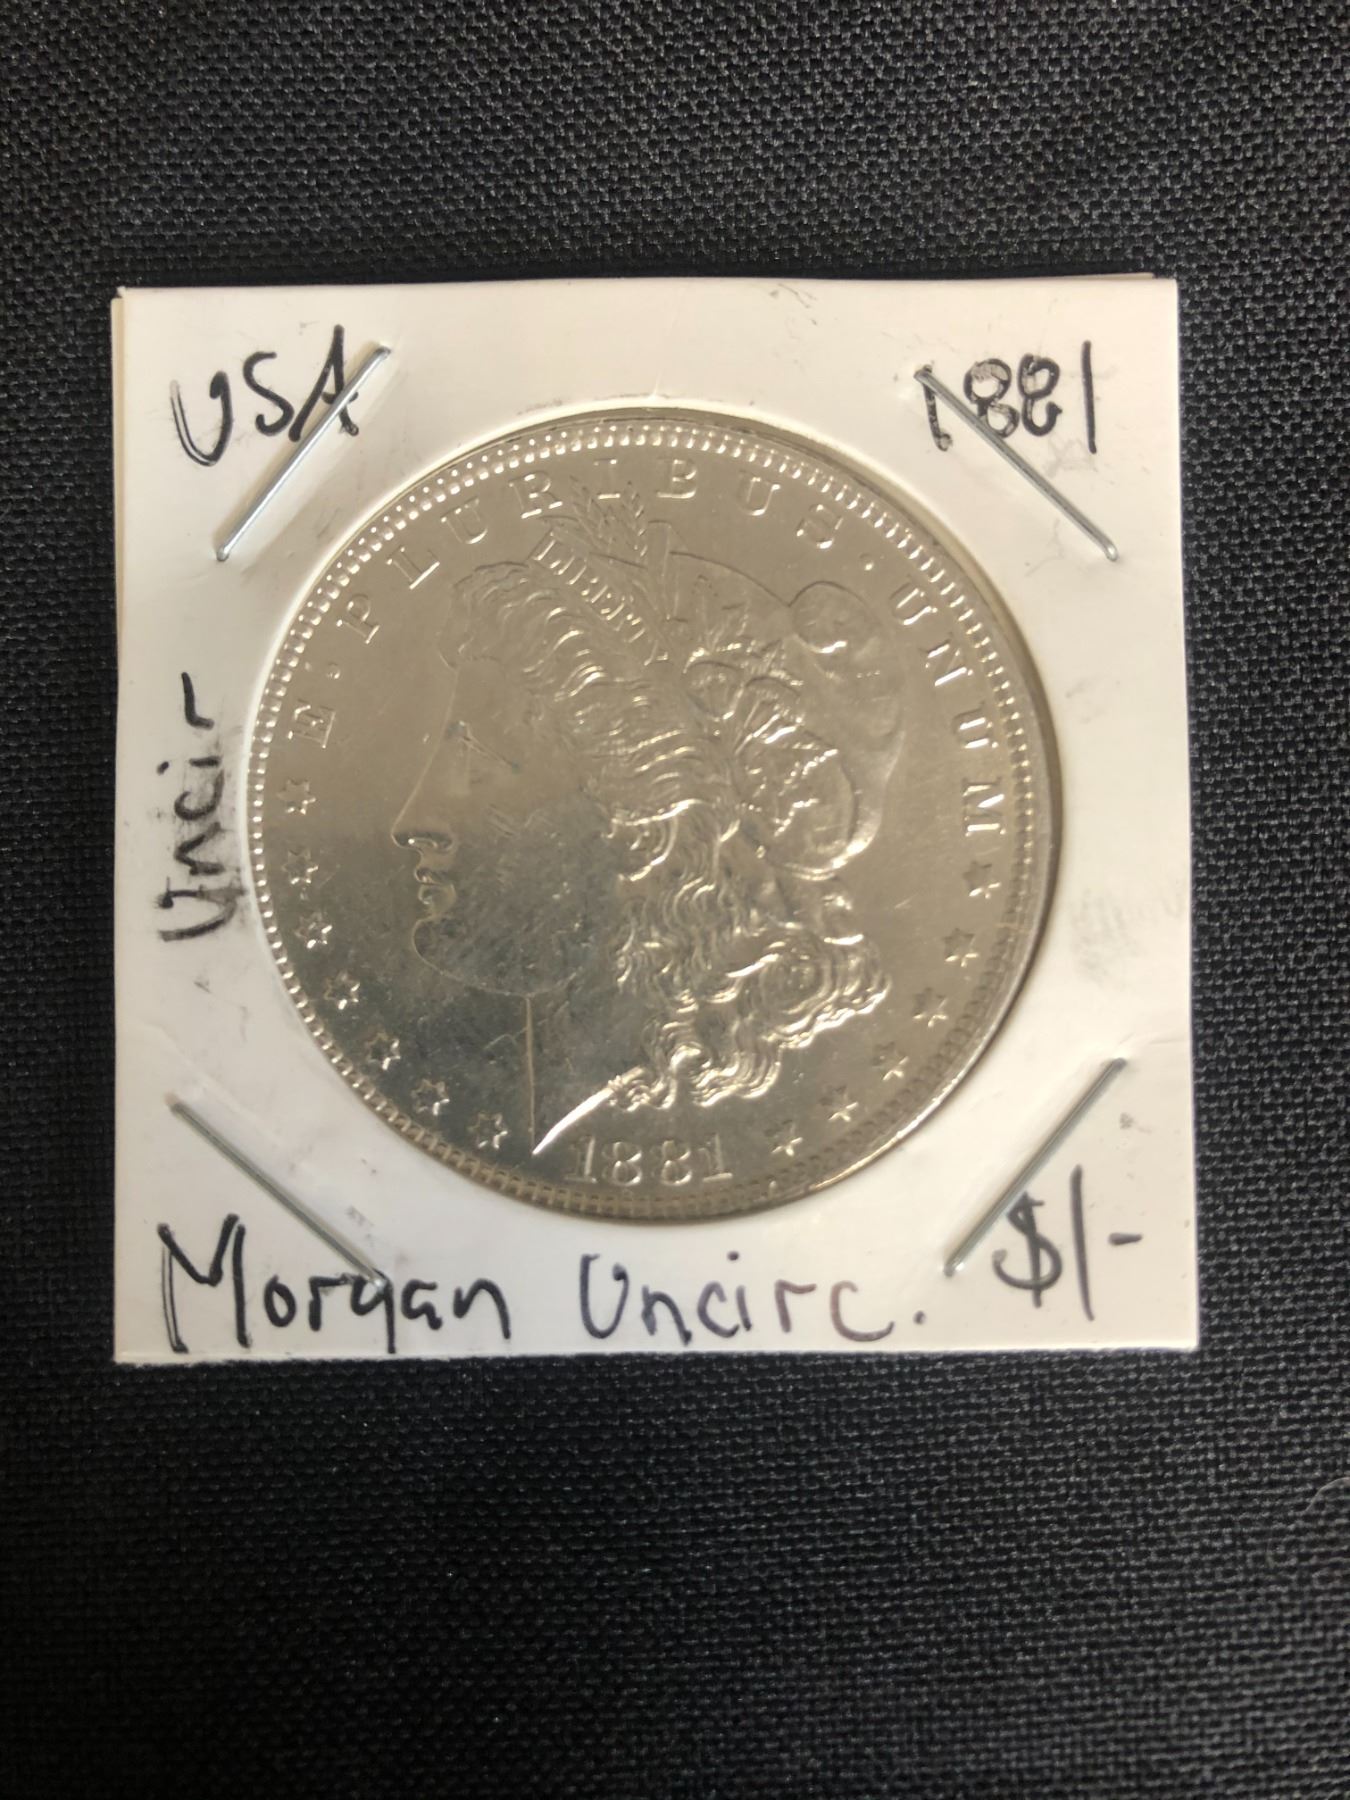 USA 1881
Uncir
E · PLURIBUS · UNUM
LIBERTY
1881
Morgan Uncirc. $1-